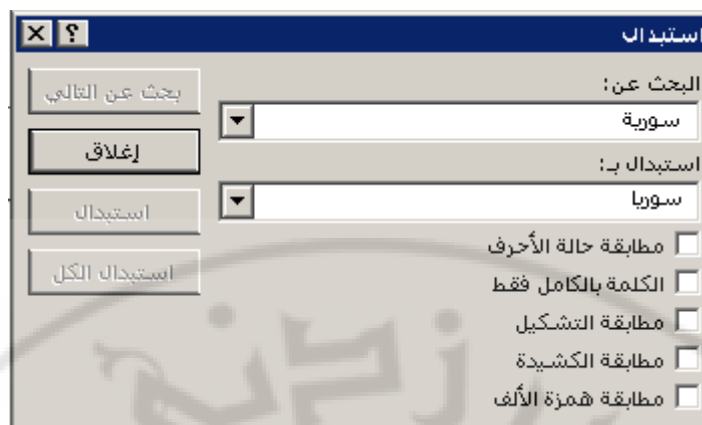 استبدال
البحث عن:
سورية
استبدال بـ:
سوريا
مطابقة حالة الأحرف
الكلمة بالكامل فقط
مطابقة التشكيل
مطابقة الكشيدة
مطابقة همزة الألف
بحث عن التالي
إغلاق
استبدال
استبدال الكل